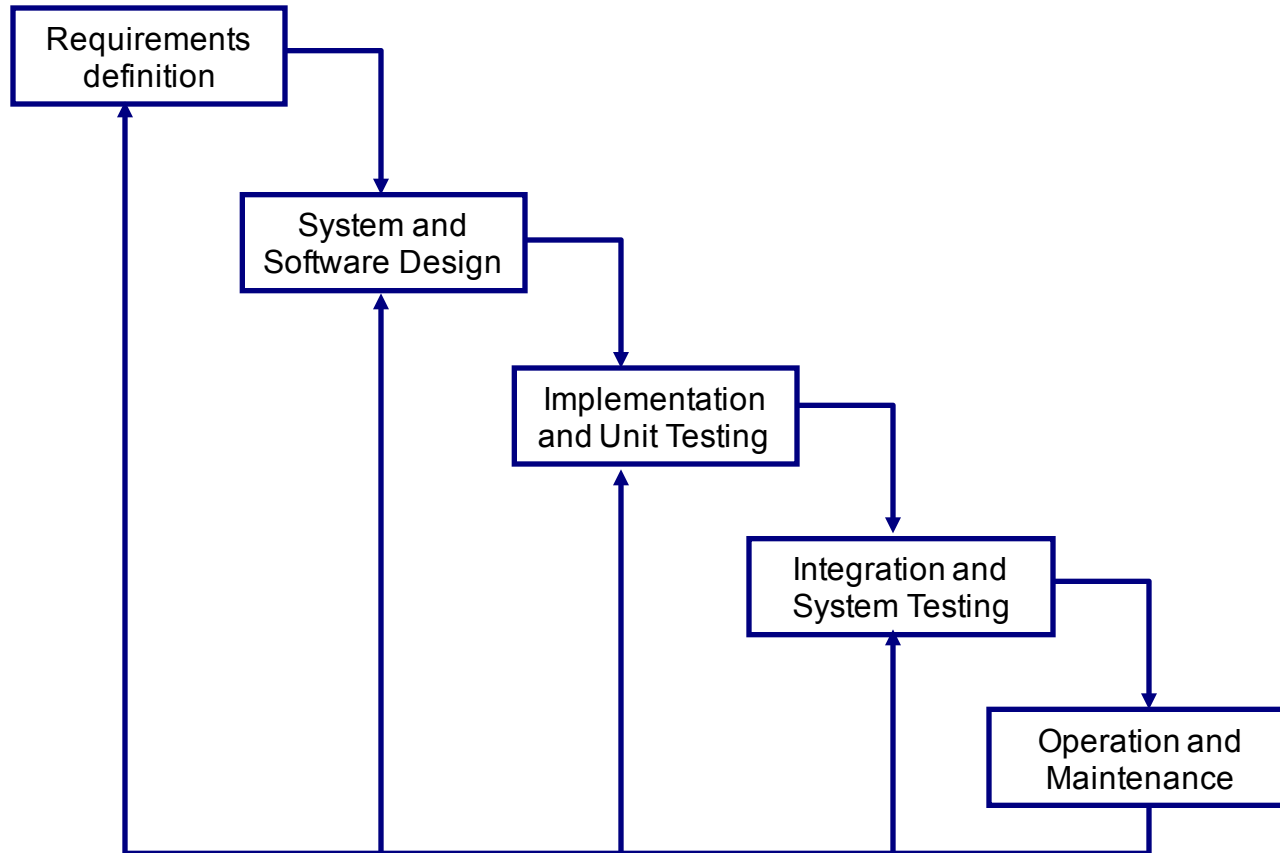 Requirements
definition
System and
Software Design
Implementation
and Unit Testing
Integration and
System Testing
Operation and
Maintenance